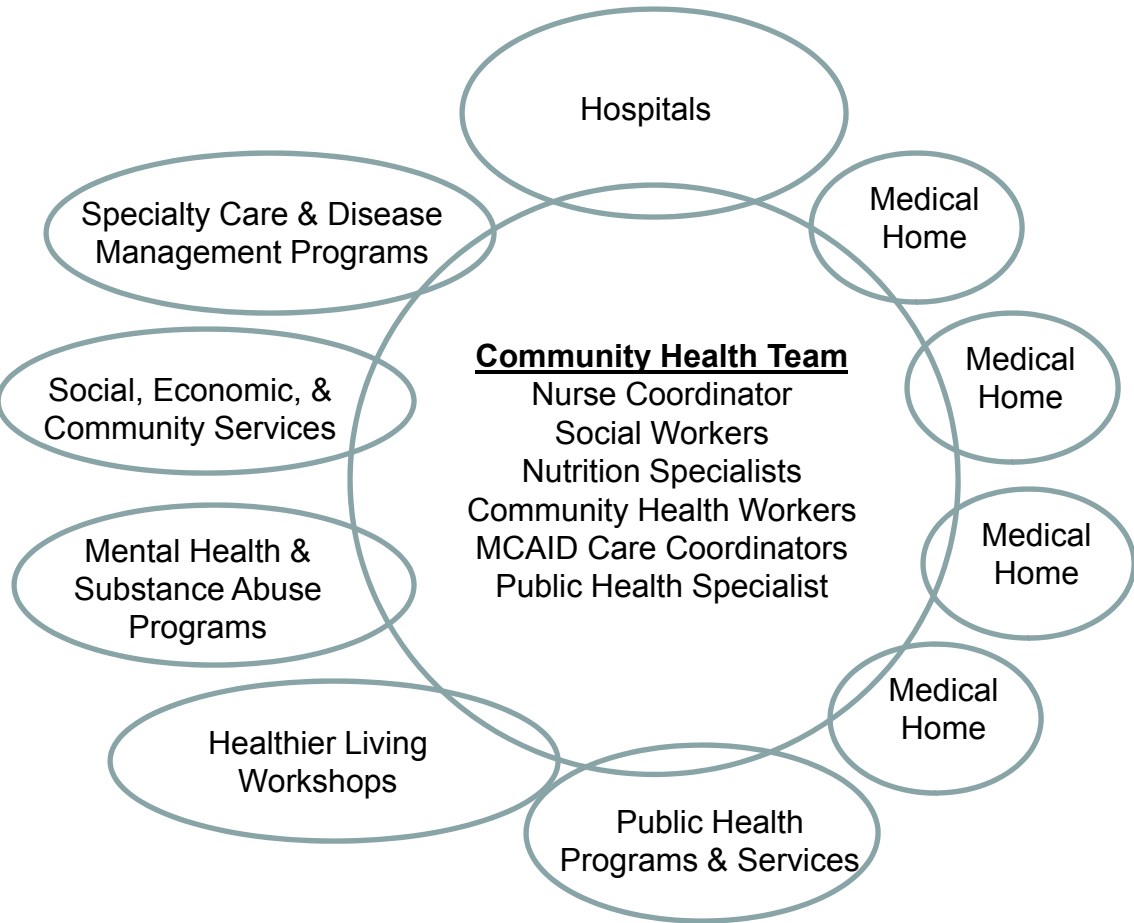 Hospitals
Medical
Home
Specialty Care & Disease
Management Programs
Community Health Team
Nurse Coordinator
Social Workers
Nutrition Specialists
Community Health Workers
MCAID Care Coordinators
Public Health Specialist
Medical
Home
Social, Economic, &
Community Services
Medical
Home
Mental Health &
Substance Abuse
Programs
Medical
Home
Healthier Living
Workshops
Public Health
Programs & Services